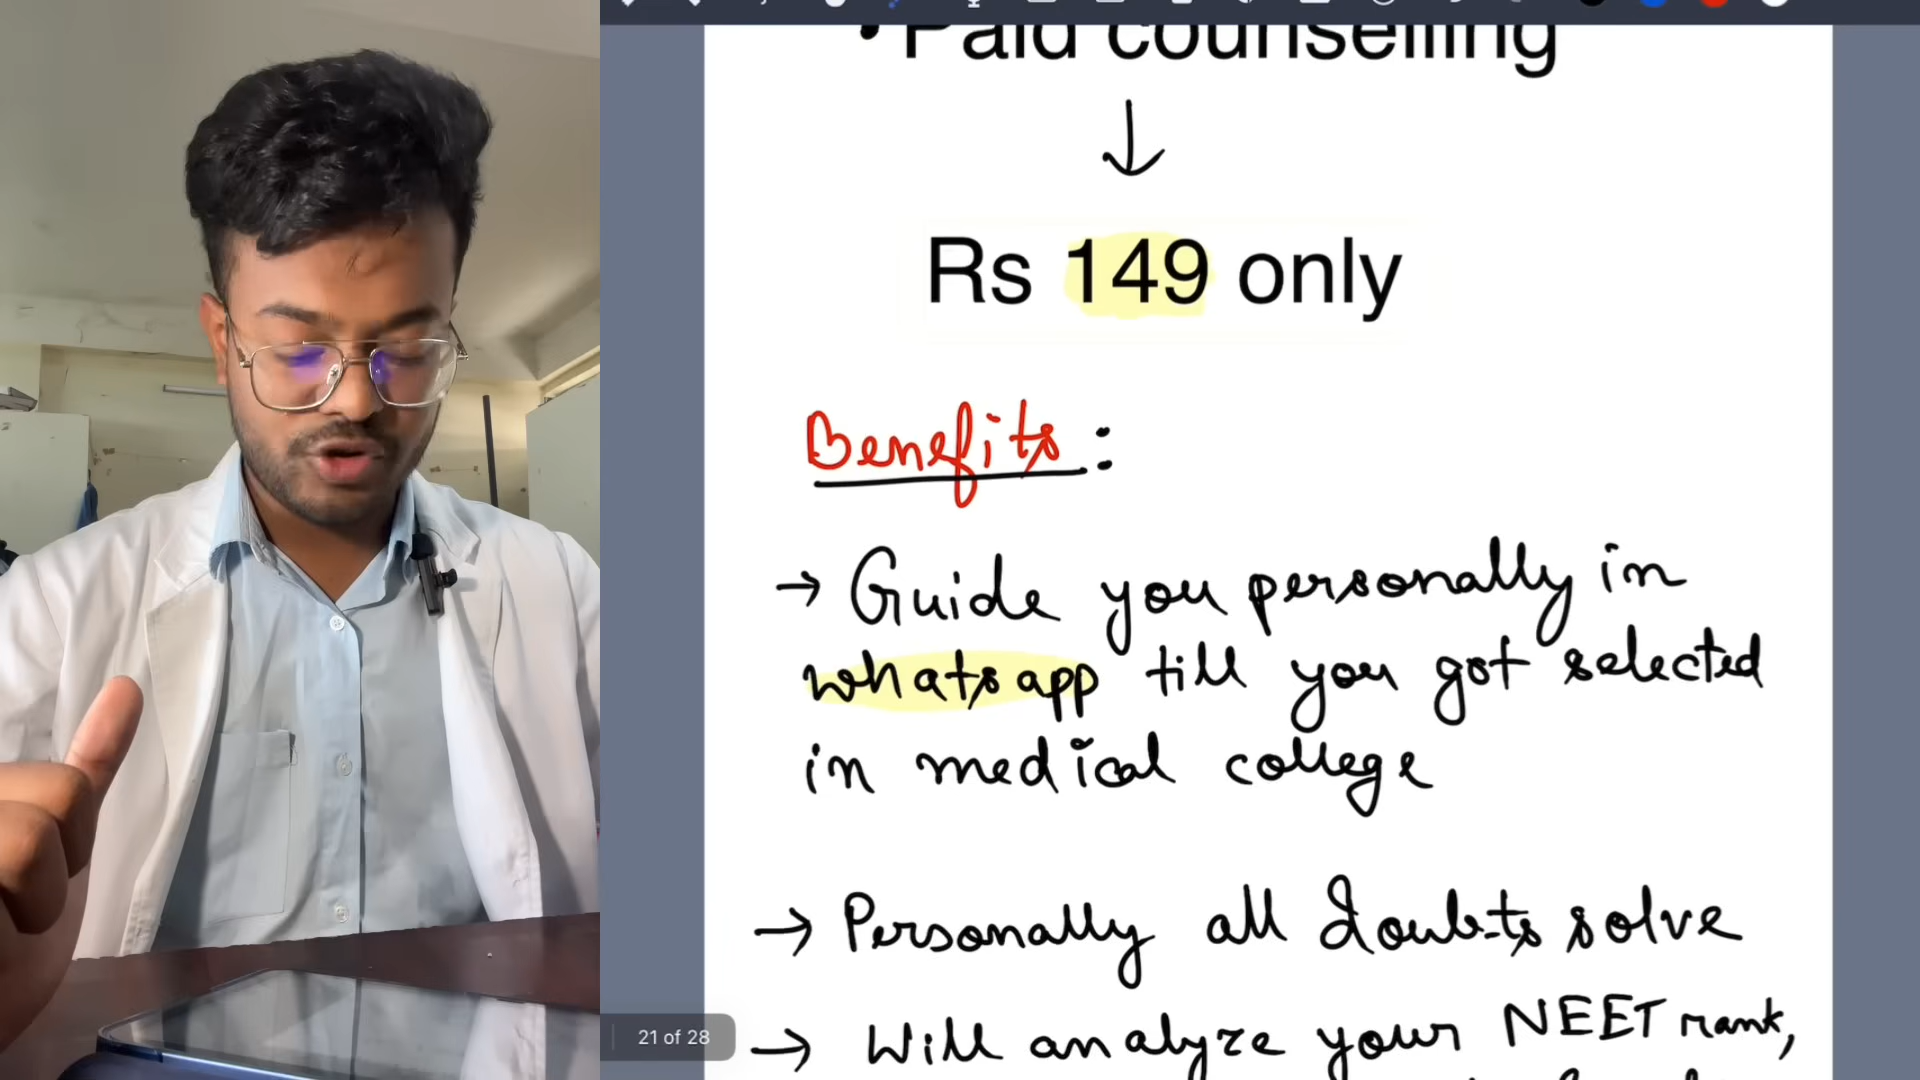 • Paid counselling
Rs 149 only
Benefits :
→ Guide you personally in
whatsapp till you got selected
in medical college
→ Personally all doubts solve
→ Will analyze your NEET rank,
21 of 28